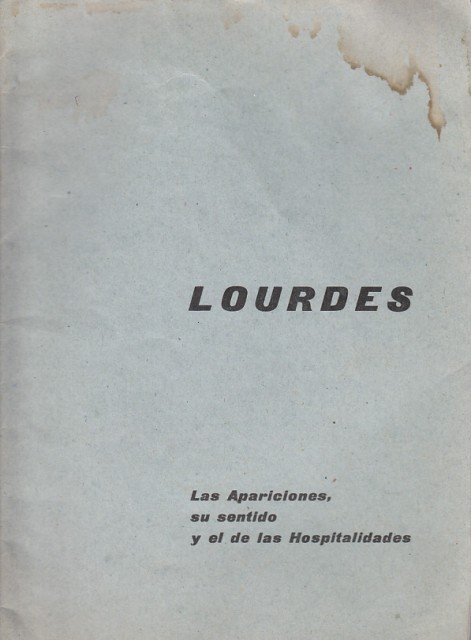 LOURDES
Las Apariciones,
su sentido
y el de las Hospitalidades